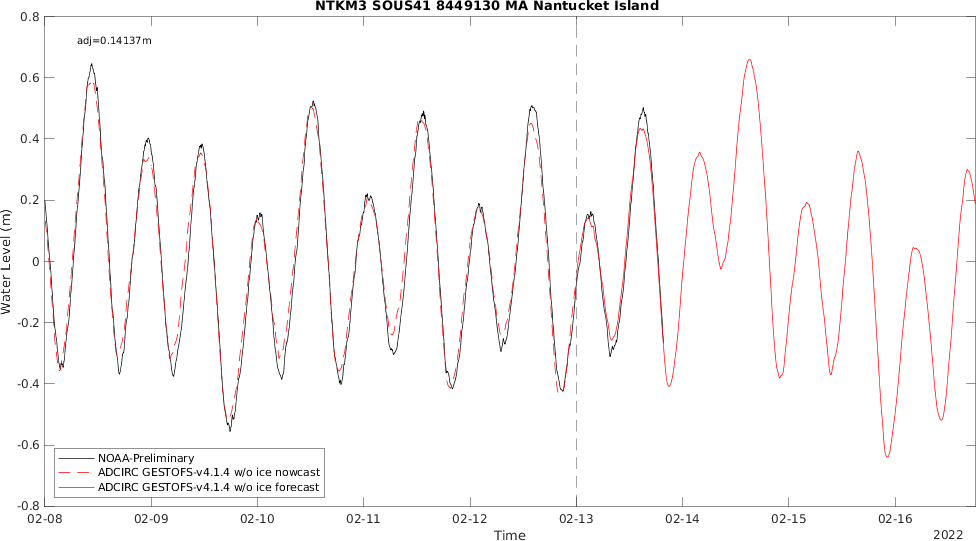 NTKM3 SOUS41 8449130 MA Nantucket Island
0.8
0.6
0.4
0.2
0
-0.2
-0.4
-0.6
-0.8
Water Level (m)
adj=0.14137m
NOAA-Preliminary
ADCIRC GESTOFS-v4.1.4 w/o ice nowcast
ADCIRC GESTOFS-v4.1.4 w/o ice forecast
02-08 02-09 02-10 02-11 02-12 02-13 02-14 02-15 02-16
Time
2022